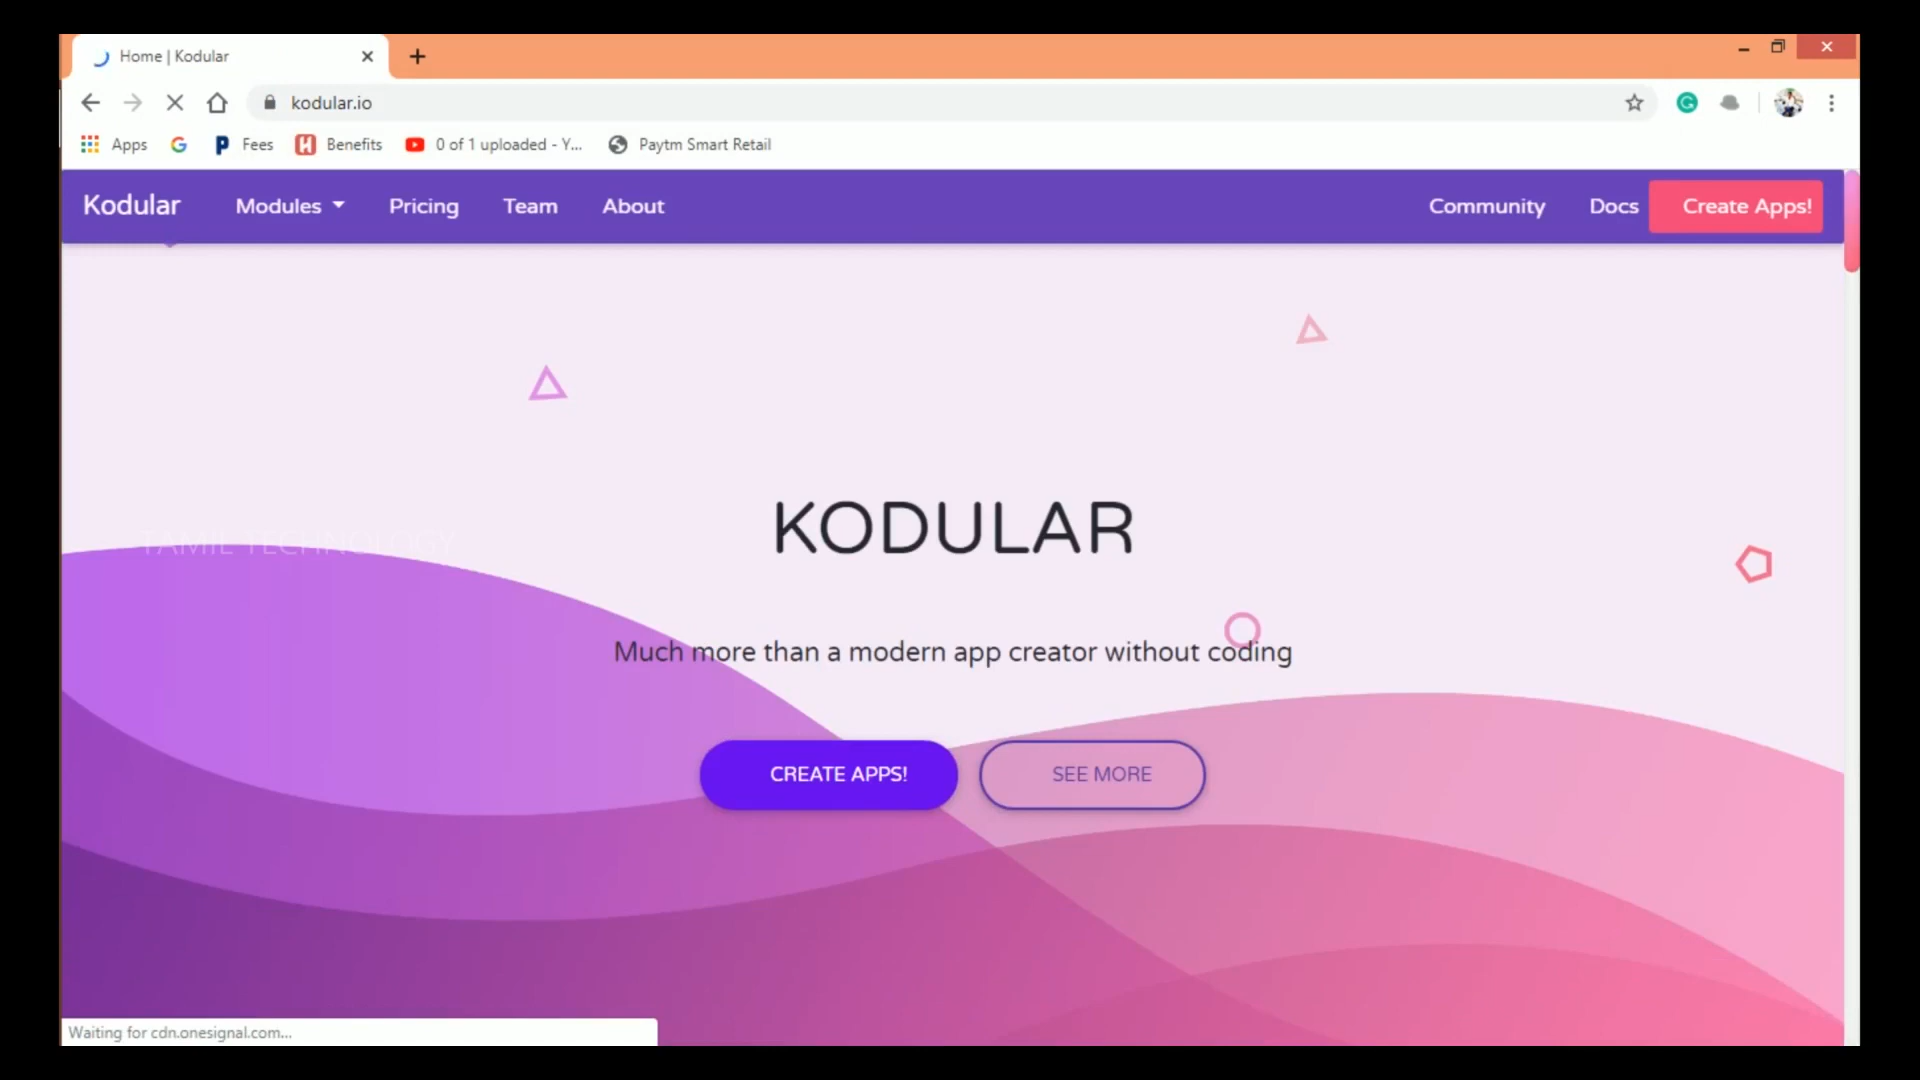 Home | Kodular
kodular.io
Apps
Fees
Benefits
0 of 1 uploaded - Y...
Paytm Smart Retail
Kodular
Modules
Pricing
Team
About
Community
Docs
Create Apps!
TAMIL TECHNOLOGY
KODULAR
Much more than a modern app creator without coding
CREATE APPS!
SEE MORE
Waiting for cdn.onesignal.com...